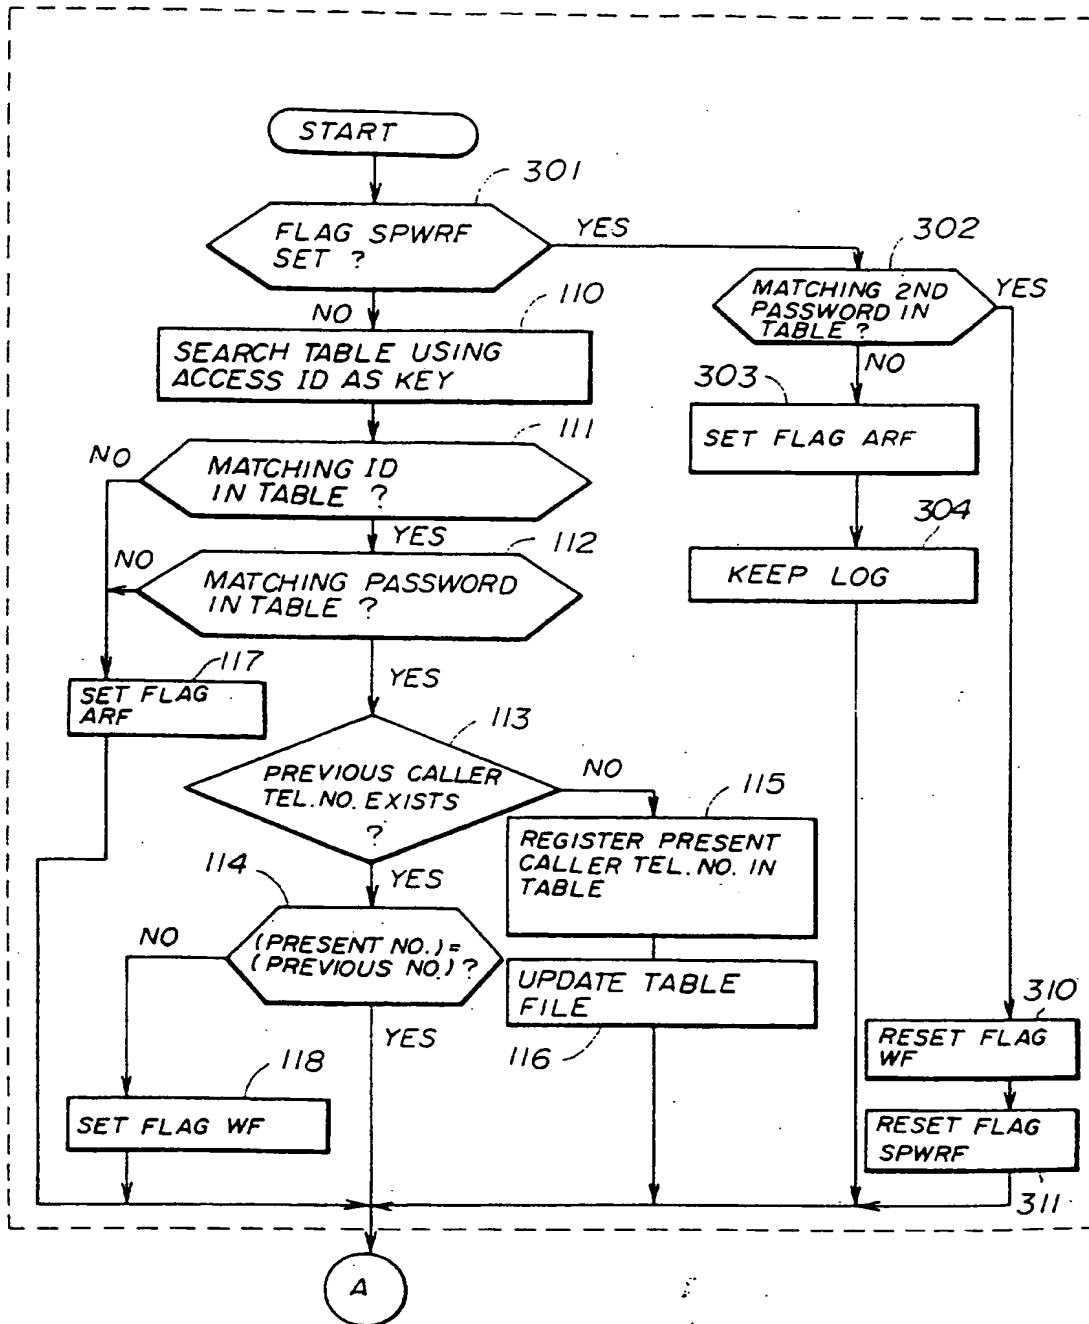 START
301
FLAG SPWRF
SET ?
YES
302
NO
110
MATCHING 2ND
PASSWORD IN
TABLE ?
YES
SEARCH TABLE USING
ACCESS ID AS KEY
NO
303
SET FLAG ARF
111
NO
MATCHING ID
IN TABLE ?
YES
304
KEEP LOG
112
NO
MATCHING PASSWORD
IN TABLE ?
YES
117
SET FLAG
ARF
113
PREVIOUS CALLER
TEL. NO. EXISTS
?
NO
115
REGISTER PRESENT
CALLER TEL. NO. IN
TABLE
YES
114
NO
(PRESENT NO.) =
(PREVIOUS NO.) ?
UPDATE TABLE
FILE
116
YES
310
RESET FLAG
WF
118
SET FLAG WF
RESET FLAG
SPWRF
311
A